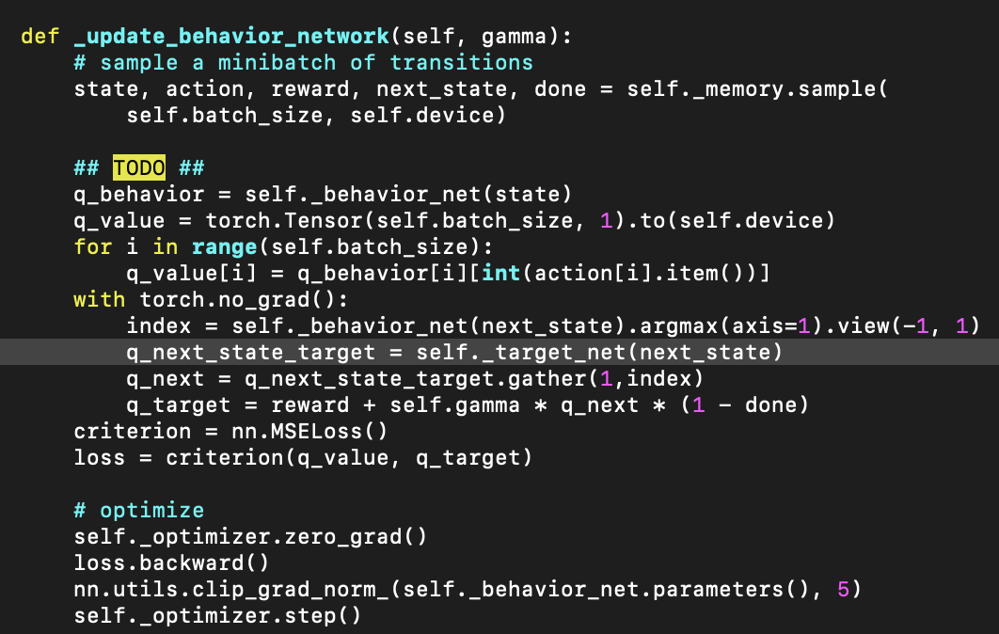 def _update_behavior_network(self, gamma):
    # sample a minibatch of transitions
    state, action, reward, next_state, done = self._memory.sample(
        self.batch_size, self.device)

    ## TODO ##
    q_behavior = self._behavior_net(state)
    q_value = torch.Tensor(self.batch_size, 1).to(self.device)
    for i in range(self.batch_size):
        q_value[i] = q_behavior[i][int(action[i].item())]
    with torch.no_grad():
        index = self._behavior_net(next_state).argmax(axis=1).view(-1, 1)
        q_next_state_target = self._target_net(next_state)
        q_next = q_next_state_target.gather(1,index)
        q_target = reward + self.gamma * q_next * (1 - done)
    criterion = nn.MSELoss()
    loss = criterion(q_value, q_target)

    # optimize
    self._optimizer.zero_grad()
    loss.backward()
    nn.utils.clip_grad_norm_(self._behavior_net.parameters(), 5)
    self._optimizer.step()